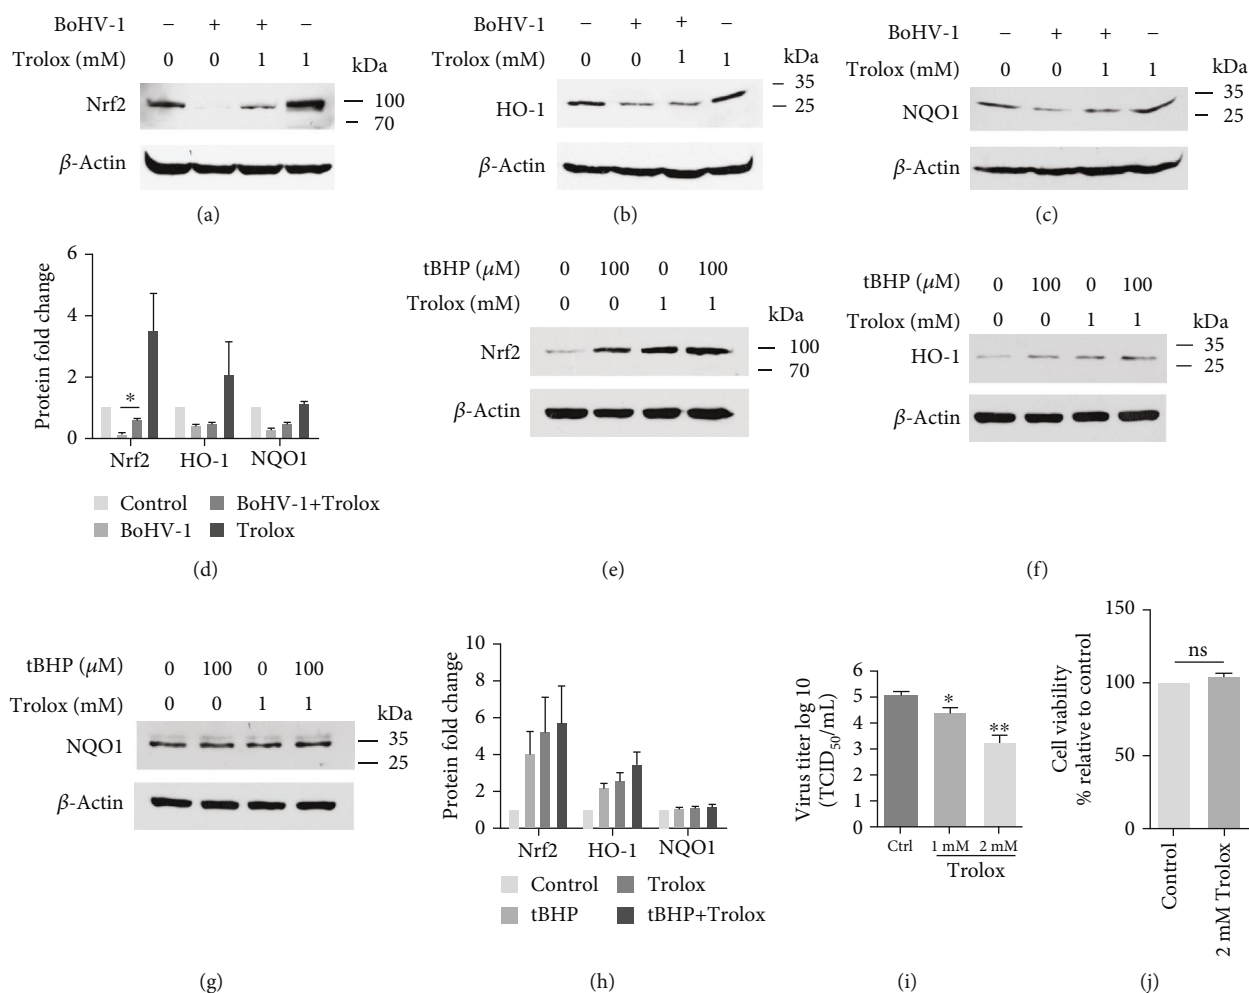 BoHV-1 − + + −
Trolox (mM) 0 0 1 1 kDa
Nrf2 100
70
β-Actin
(a)
BoHV-1 − + + −
Trolox (mM) 0 0 1 1 kDa
35
HO-1 25
β-Actin
(b)
BoHV-1 − + + −
Trolox (mM) 0 0 1 1 kDa
35
NQO1 25
β-Actin
(c)
Protein fold change
6
4
2
0
*
Nrf2 HO-1 NQO1
Control BoHV-1+Trolox
BoHV-1 Trolox
(d)
tBHP (μM) 0 100 0 100
Trolox (mM) 0 0 1 1 kDa
Nrf2 100
70
β-Actin
(e)
tBHP (μM) 0 100 0 100
Trolox (mM) 0 0 1 1 kDa
35
HO-1 25
β-Actin
(f)
tBHP (μM) 0 100 0 100
Trolox (mM) 0 0 1 1 kDa
NQO1 35
25
β-Actin
(g)
Protein fold change
10
8
6
4
2
0
Nrf2 HO-1 NQO1
Control Trolox
tBHP tBHP+Trolox
(h)
Virus titer log 10
(TCID50/mL)
6
5
4
3
2
1
0
*
**
Ctrl 1 mM 2 mM
Trolox
(i)
Cell viability
% relative to control
150
100
50
0
ns
Control
2 mM Trolox
(j)